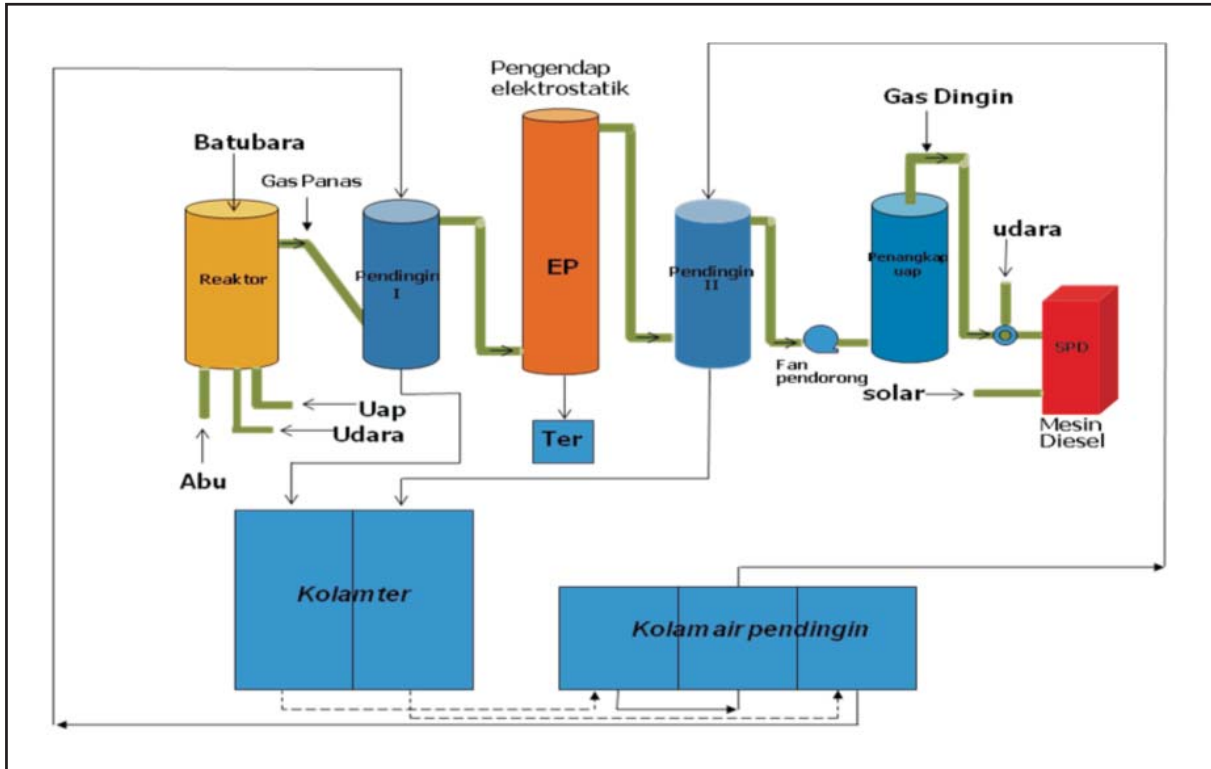 Pengendap
elektrostatik
Gas Dingin
Batubara
Gas Panas
udara
Reaktor
Pendingin
I
EP
Pendingin
II
Penangkap
uap
SPD
Fan
pendorong
solar
Mesin
Diesel
Uap
Udara
Ter
Abu
Kolam ter
Kolam air pendingin